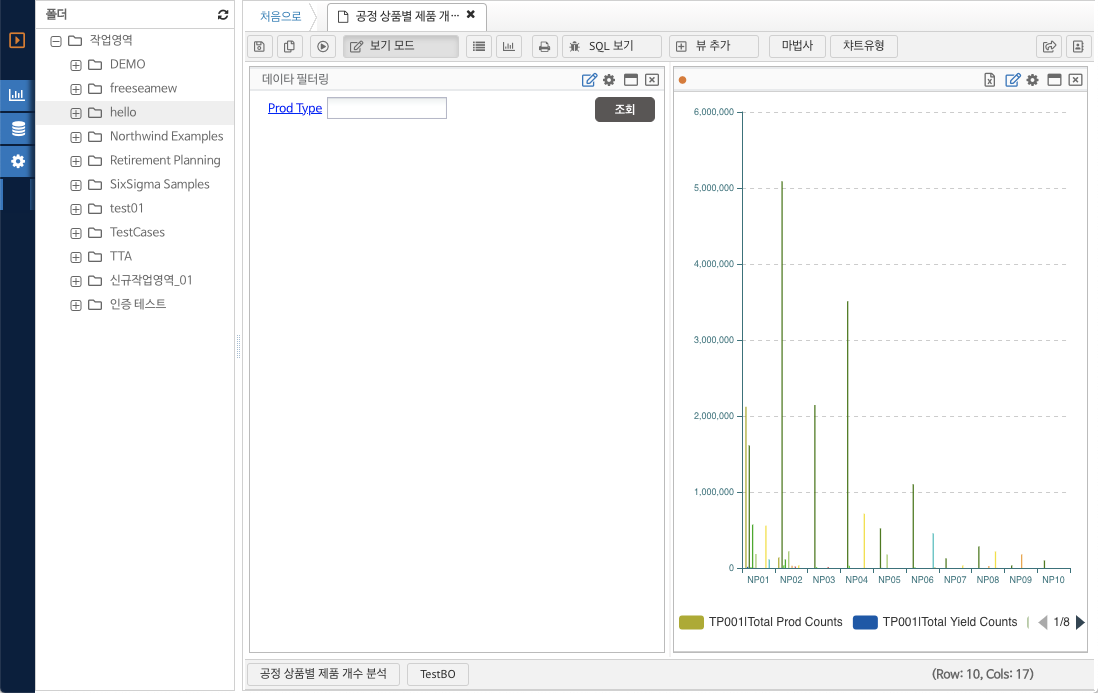 폴더
작업영역
DEMO
freeseamew
hello
Northwind Examples
Retirement Planning
SixSigma Samples
test01
TestCases
TTA
신규작업영역_01
인증 테스트
처음으로
공정 상품별 제품 개···
보기 모드
SQL 보기
뷰 추가
마법사
챠트유형
데이타 필터링
Prod Type
조회
6,000,000
5,000,000
4,000,000
3,000,000
2,000,000
1,000,000
0
NP01 NP02 NP03 NP04 NP05 NP06 NP07 NP08 NP09 NP10
TP001|Total Prod Counts TP001|Total Yield Counts 1/8
공정 상품별 제품 개수 분석 TestBO (Row: 10, Cols: 17)